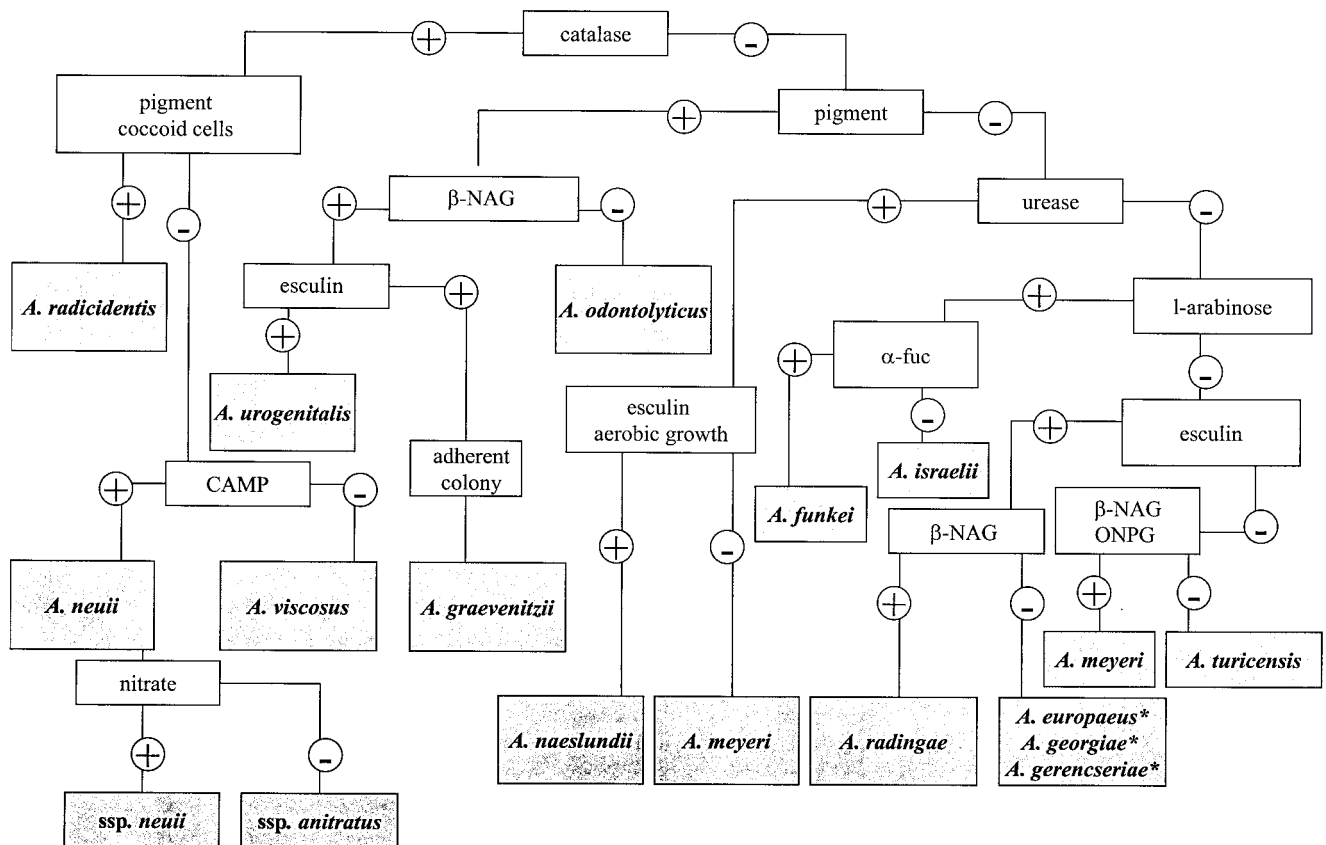 catalase
+
-
pigment
coccoid cells
pigment
+
-
+
-
β-NAG
+
-
urease
+
-
A. radicidentis
esculin
+
+
A. odontolyticus
l-arabinose
+
-
α-fuc
+
-
A. urogenitalis
esculin
aerobic growth
+
-
esculin
+
-
adherent
colony
A. israelii
CAMP
+
-
A. funkei
β-NAG
+
-
β-NAG
ONPG
+
-
A. neuii
A. viscosus
A. graevenitzii
A. meyeri
A. turicensis
nitrate
+
-
A. naeslundii
A. meyeri
A. radingae
A. europaeus*
A. georgiae*
A. gerencseriae*
ssp. neuii
ssp. anitratus